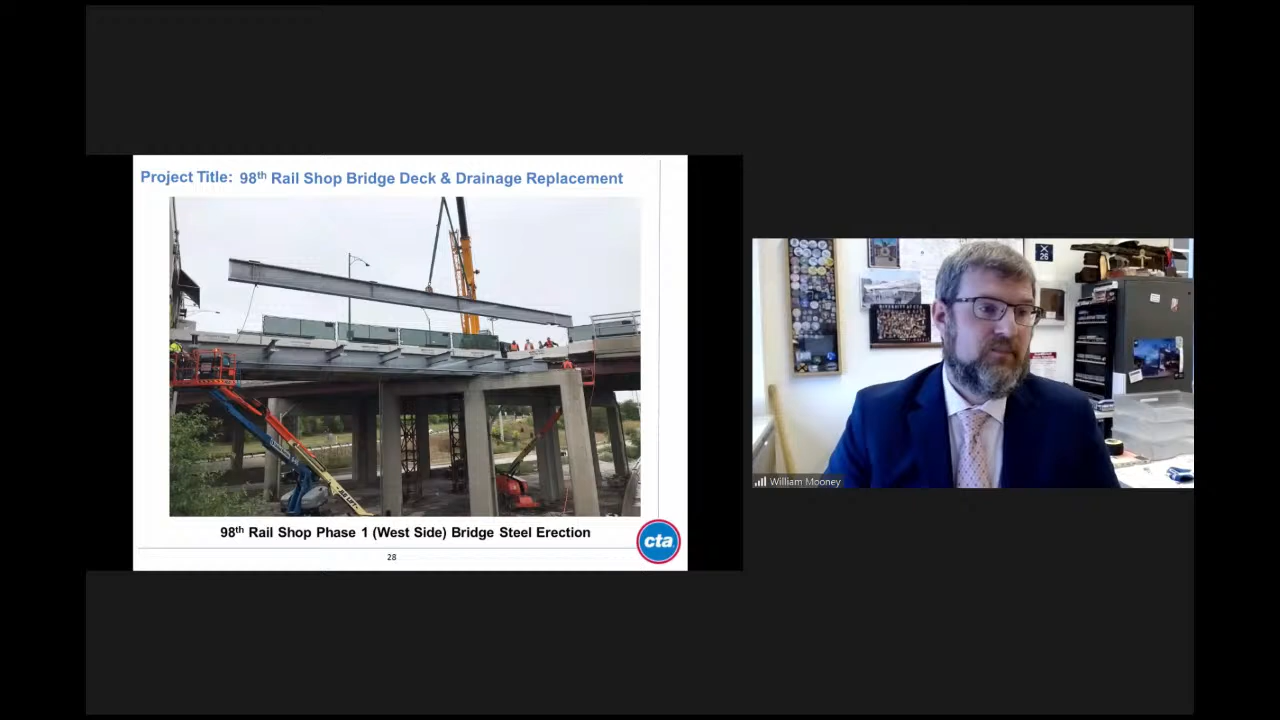 Project Title: 98th Rail Shop Bridge Deck & Drainage Replacement
98th Rail Shop Phase 1 (West Side) Bridge Steel Erection
cta
28
X
26
William Mooney